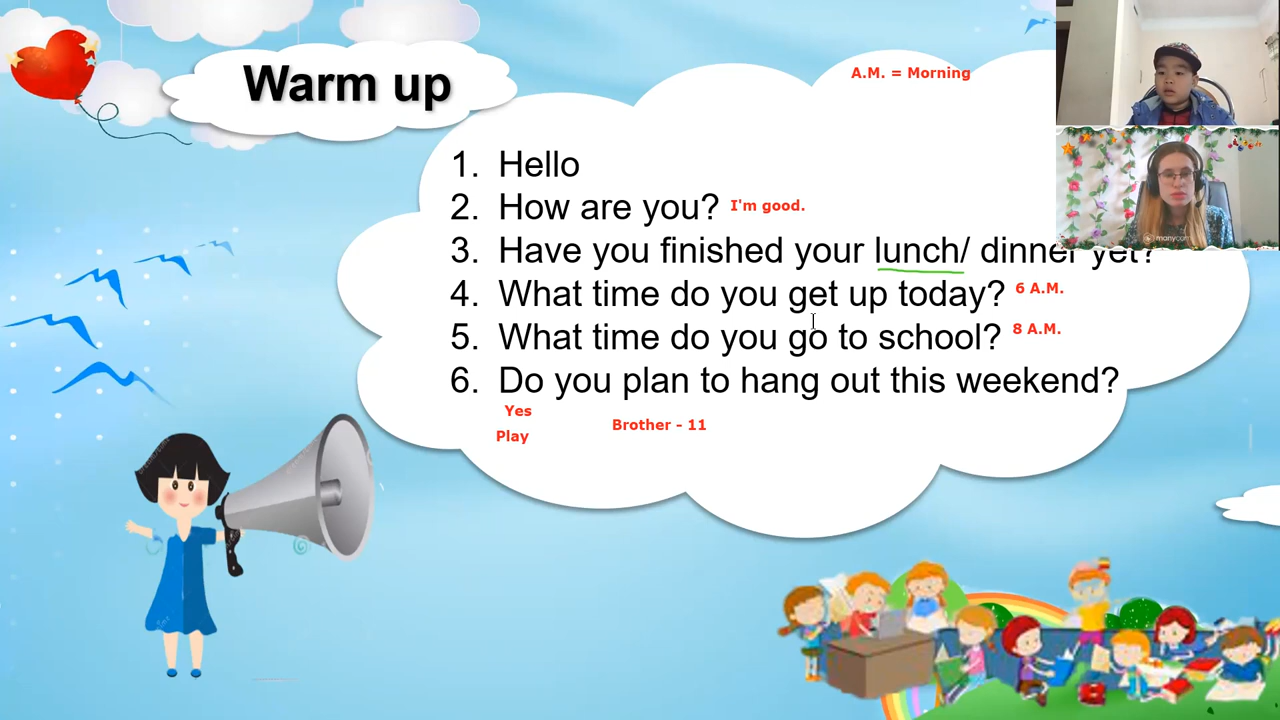 Warm up
A.M. = Morning
1. Hello
2. How are you? I'm good.
3. Have you finished your lunch/ dinner yet?
4. What time do you get up today? 6 A.M.
5. What time do you go to school? 8 A.M.
6. Do you plan to hang out this weekend?
Yes
Play
Brother - 11